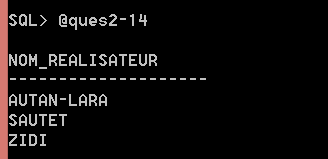 SQL> @ques2-14
NOM_REALISATEUR
--------------------
AUTAN-LARA
SAUTET
ZIDI